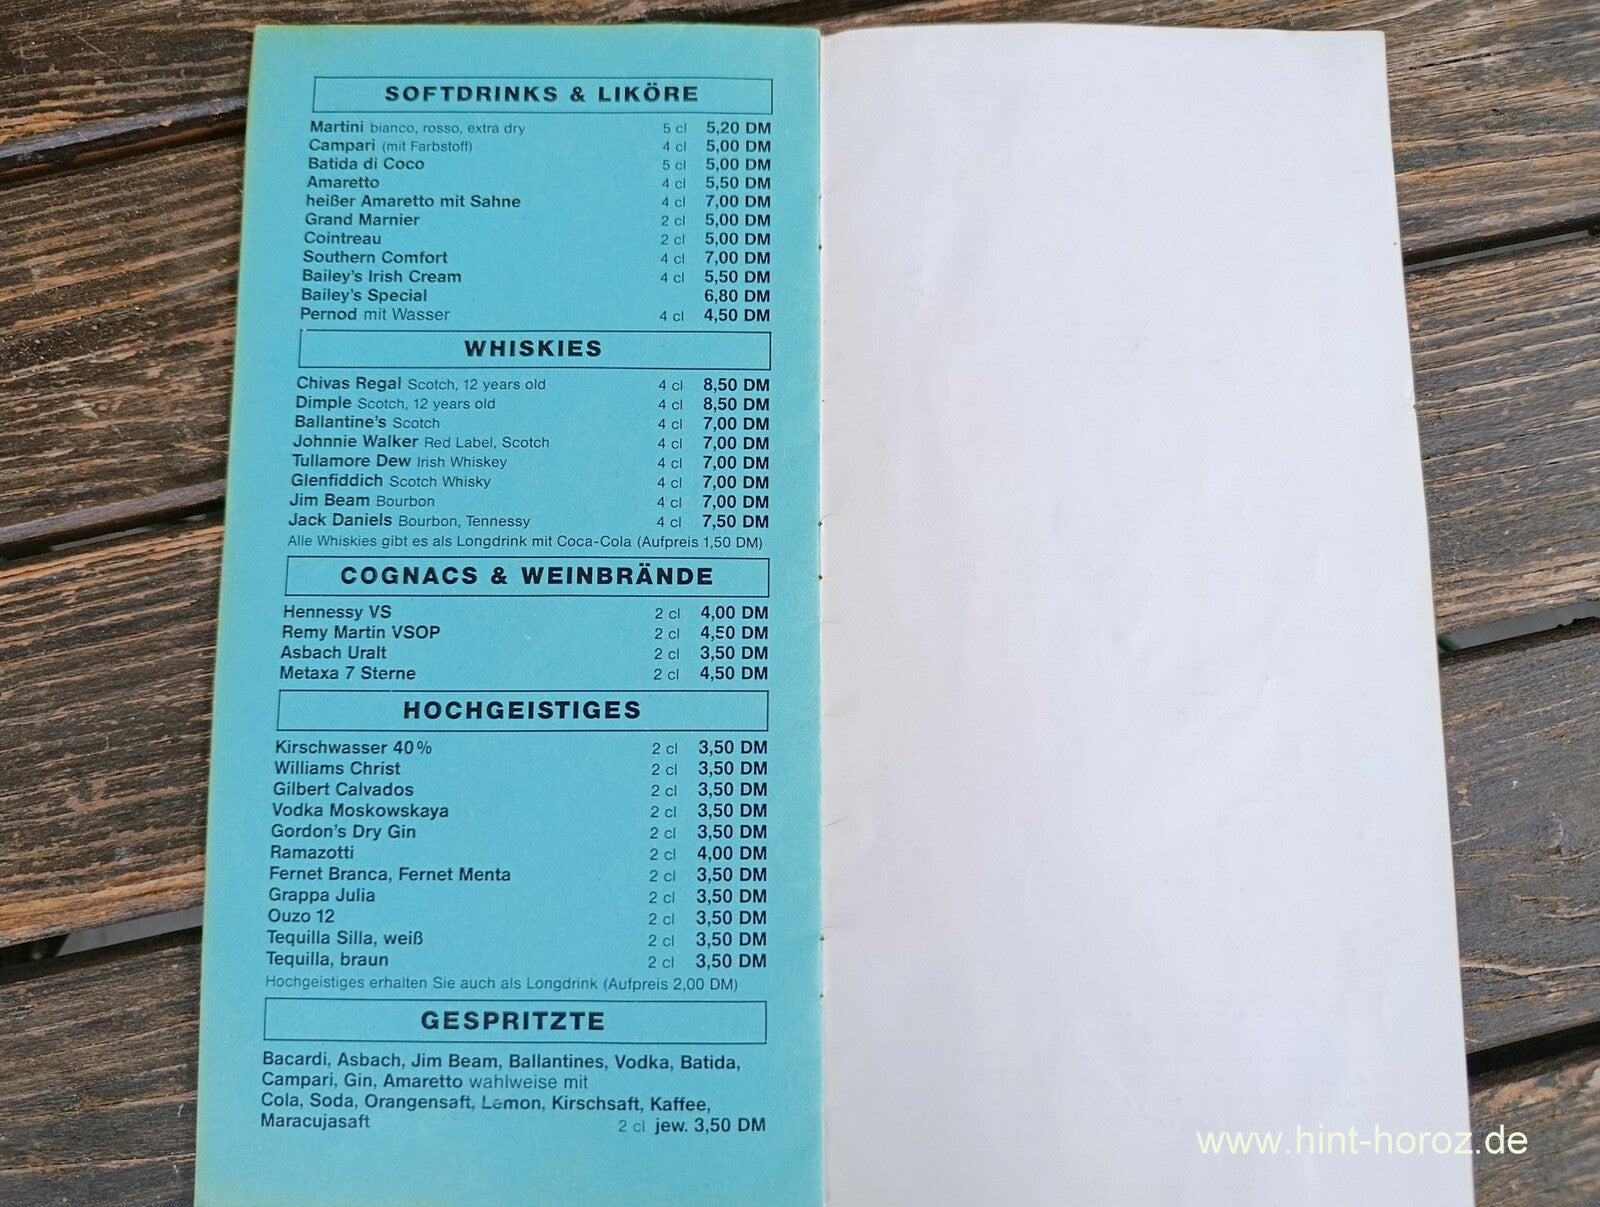 SOFTDRINKS & LIKÖRE
Martini bianco, rosso, extra dry 5 cl 5,20 DM
Campari (mit Farbstoff) 4 cl 5,00 DM
Batida di Coco 5 cl 5,00 DM
Amaretto 4 cl 5,50 DM
heißer Amaretto mit Sahne 4 cl 7,00 DM
Grand Marnier 2 cl 5,00 DM
Cointreau 2 cl 5,00 DM
Southern Comfort 4 cl 7,00 DM
Bailey's Irish Cream 4 cl 5,50 DM
Bailey's Special 6,80 DM
Pernod mit Wasser 4 cl 4,50 DM
WHISKIES
Chivas Regal Scotch, 12 years old 4 cl 8,50 DM
Dimple Scotch, 12 years old 4 cl 8,50 DM
Ballantine's Scotch 4 cl 7,00 DM
Johnnie Walker Red Label, Scotch 4 cl 7,00 DM
Tullamore Dew Irish Whiskey 4 cl 7,00 DM
Glenfiddich Scotch Whisky 4 cl 7,00 DM
Jim Beam Bourbon 4 cl 7,00 DM
Jack Daniels Bourbon, Tennessy 4 cl 7,50 DM
Alle Whiskies gibt es als Longdrink mit Coca-Cola (Aufpreis 1,50 DM)
COGNACS & WEINBRÄNDE
Hennessy VS 2 cl 4,00 DM
Remy Martin VSOP 2 cl 4,50 DM
Asbach Uralt 2 cl 3,50 DM
Metaxa 7 Sterne 2 cl 4,50 DM
HOCHGEISTIGES
Kirschwasser 40% 2 cl 3,50 DM
Williams Christ 2 cl 3,50 DM
Gilbert Calvados 2 cl 3,50 DM
Vodka Moskowskaya 2 cl 3,50 DM
Gordon's Dry Gin 2 cl 3,50 DM
Ramazotti 2 cl 4,00 DM
Fernet Branca, Fernet Menta 2 cl 3,50 DM
Grappa Julia 2 cl 3,50 DM
Ouzo 12 2 cl 3,50 DM
Tequilla Silla, weiß 2 cl 3,50 DM
Tequilla, braun 2 cl 3,50 DM
Hochgeistiges erhalten Sie auch als Longdrink (Aufpreis 2,00 DM)
GESPRITZTE
Bacardi, Asbach, Jim Beam, Ballantines, Vodka, Batida,
Campari, Gin, Amaretto wahlweise mit
Cola, Soda, Orangensaft, Lemon, Kirschsaft, Kaffee,
Maracujasaft 2 cl jew. 3,50 DM
www.hint-horoz.de